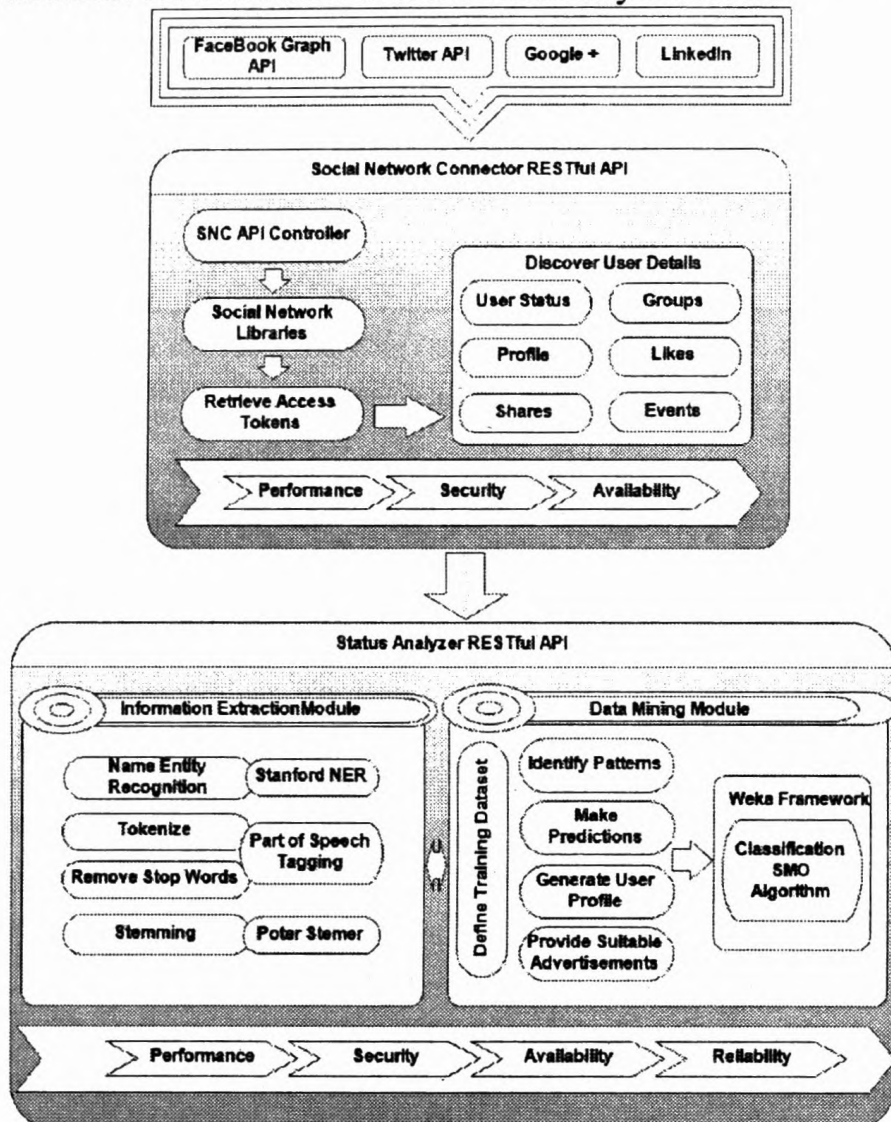 FaceBook Graph
API
Twitter API
Google +
LinkedIn
Social Network Connector RESTful API
SNC API Controller
Social Network
Libraries
Retrieve Access
Tokens
Discover User Details
User Status
Groups
Profile
Likes
Shares
Events
Performance
Security
Availability
Status Analyzer RESTful API
Information ExtractionModule
Name Entity
Recognition
Stanford NER
Tokenize
Part of Speech
Tagging
Remove Stop Words
Stemming
Poter Stemer
Data Mining Module
Define Training Dataset
Identify Patterns
Make
Predictions
Generate User
Profile
Provide Suitable
Advertisements
Weka Framework
Classification
SMO
Algorithm
Performance
Security
Availability
Reliability